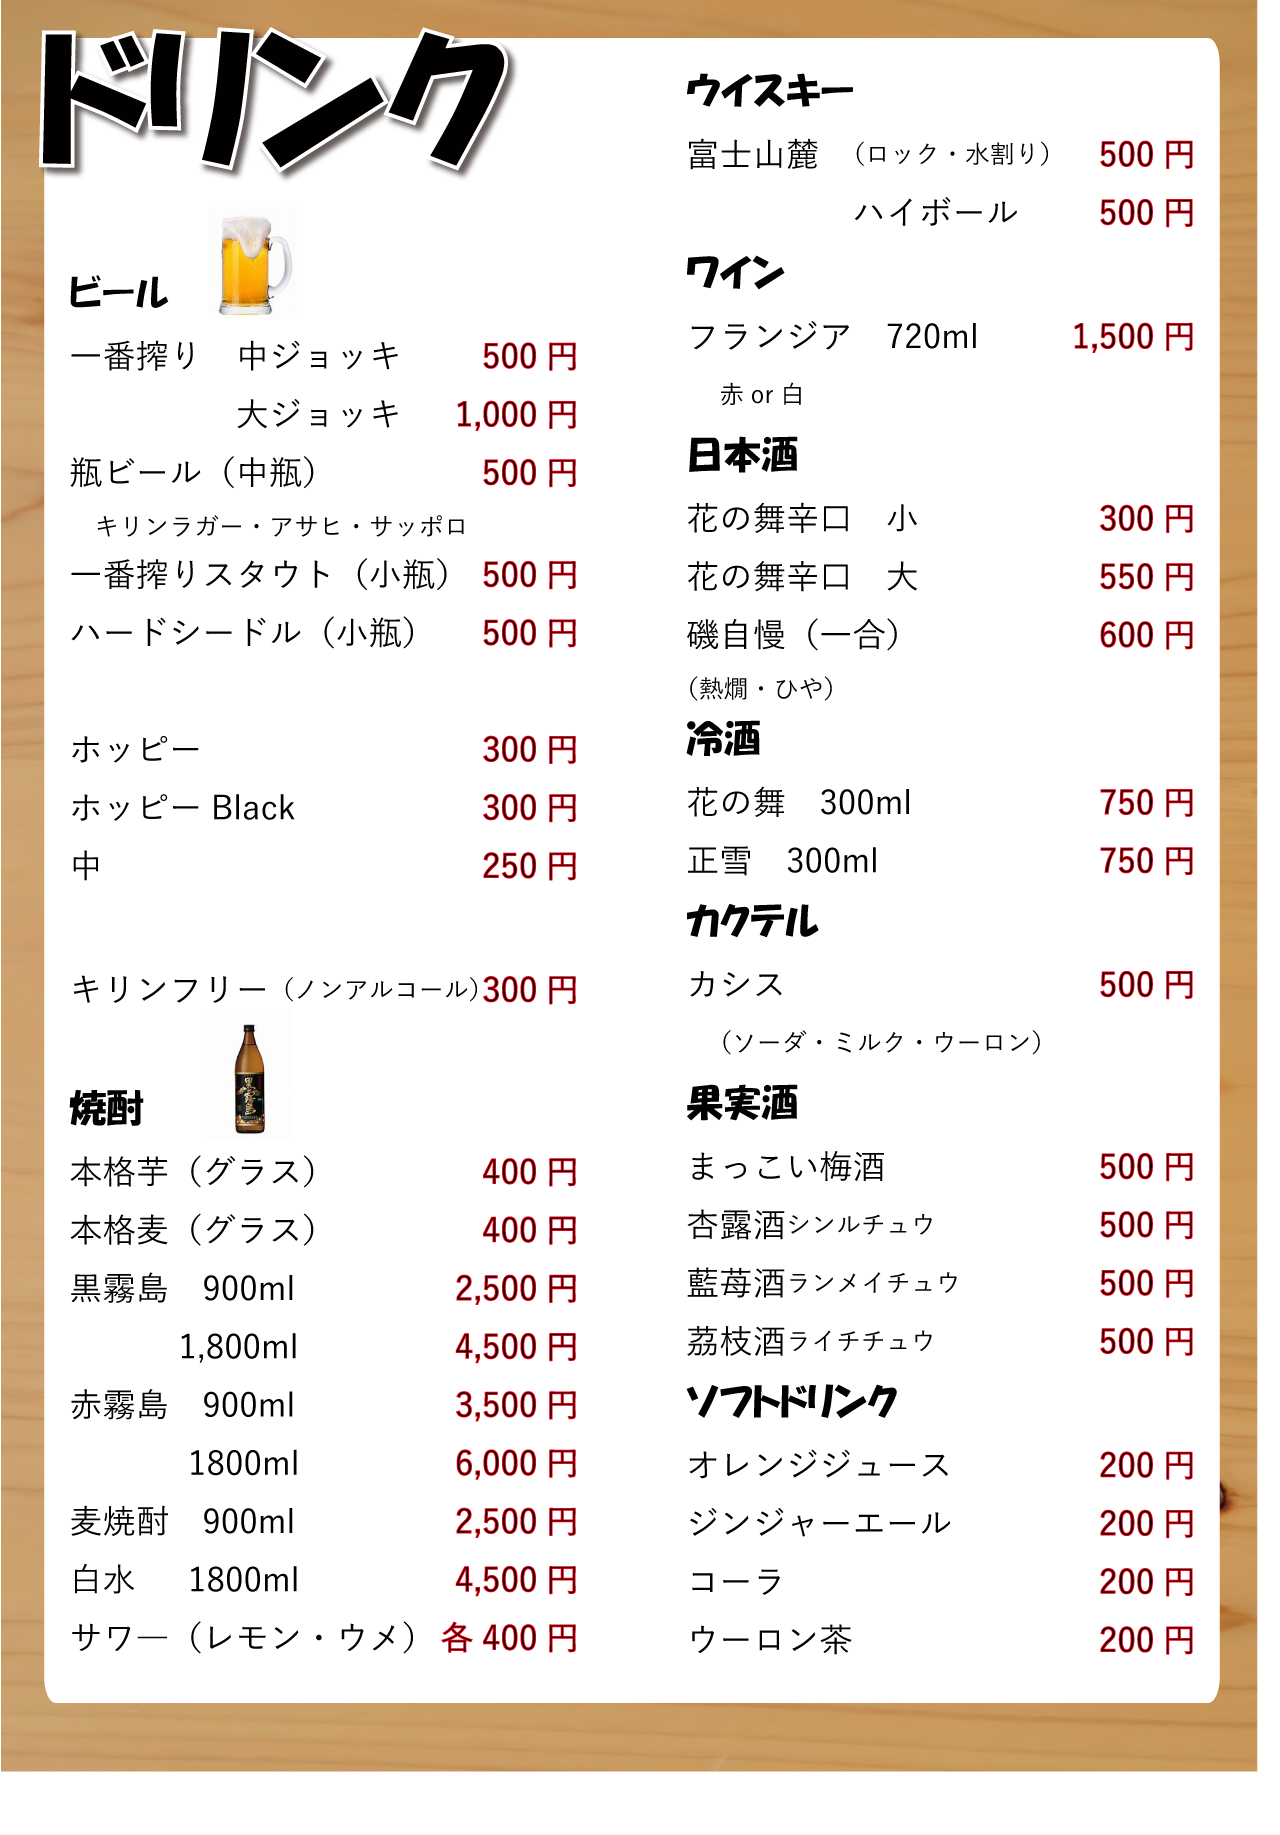 ドリンク
ビール
一番搾り　中ジョッキ　500 円
大ジョッキ　1,000 円
瓶ビール（中瓶）　500 円
キリンラガー・アサヒ・サッポロ
一番搾りスタウト（小瓶）　500 円
ハードシードル（小瓶）　500 円
ホッピー　300 円
ホッピー Black　300 円
中　250 円
キリンフリー（ノンアルコール）300 円
黒霧島
焼酎
本格芋（グラス）　400 円
本格麦（グラス）　400 円
黒霧島　900ml　2,500 円
1,800ml　4,500 円
赤霧島　900ml　3,500 円
1800ml　6,000 円
麦焼酎　900ml　2,500 円
白水　1800ml　4,500 円
サワ―（レモン・ウメ）各 400 円
ウイスキー
富士山麓　（ロック・水割り）　500 円
ハイボール　500 円
ワイン
フランジア　720ml　1,500 円
赤 or 白
日本酒
花の舞辛口　小　300 円
花の舞辛口　大　550 円
磯自慢（一合）　600 円
（熱燗・ひや）
冷酒
花の舞　300ml　750 円
正雪　300ml　750 円
カクテル
カシス　500 円
（ソーダ・ミルク・ウーロン）
果実酒
まっこい梅酒　500 円
杏露酒シンルチュウ　500 円
藍苺酒ランメイチュウ　500 円
茘枝酒ライチチュウ　500 円
ソフトドリンク
オレンジジュース　200 円
ジンジャーエール　200 円
コーラ　200 円
ウーロン茶　200 円